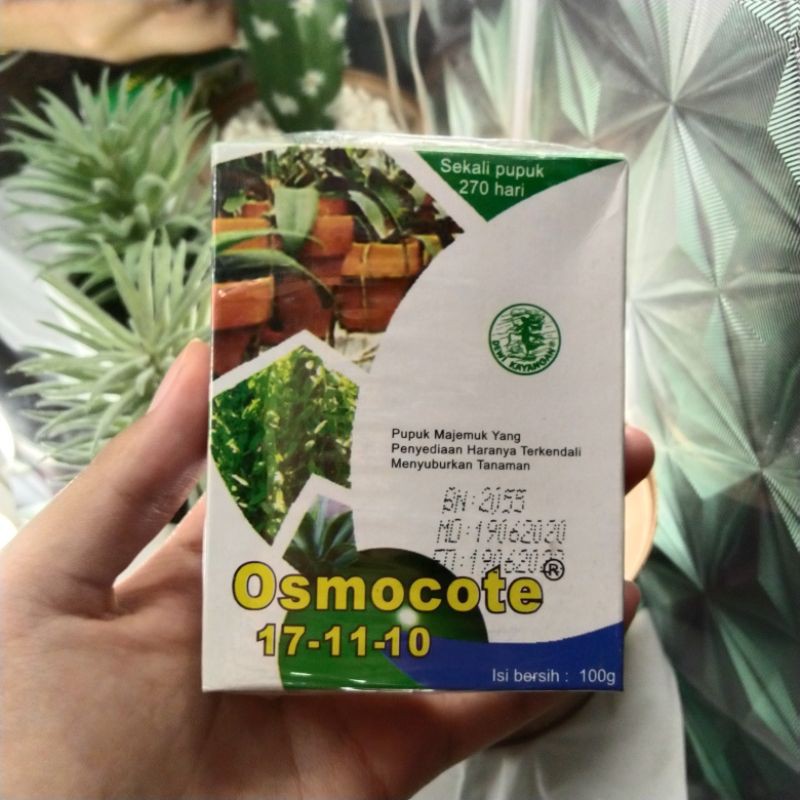 Sekali pupuk
270 hari
DEWI KAYANGAN
Pupuk Majemuk Yang
Penyediaan Haranya Terkendali
Menyuburkan Tanaman
BN:2055
MD:19062020
Osmocote®
17-11-10
Isi bersih : 100g